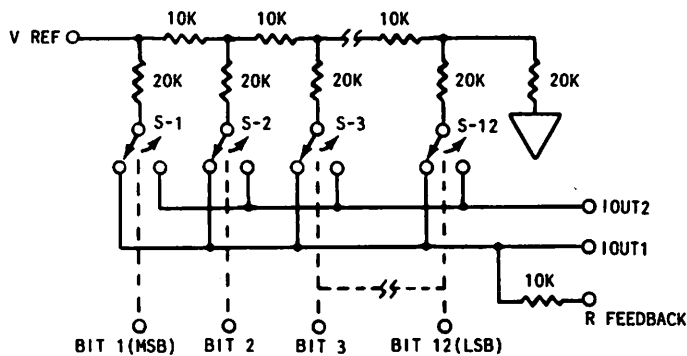 10K 10K 10K
V REF
20K 20K 20K 20K 20K
S-1 S-2 S-3 S-12
IOUT2
IOUT1
10K
R FEEDBACK
BIT 1(MSB) BIT 2 BIT 3 BIT 12(LSB)